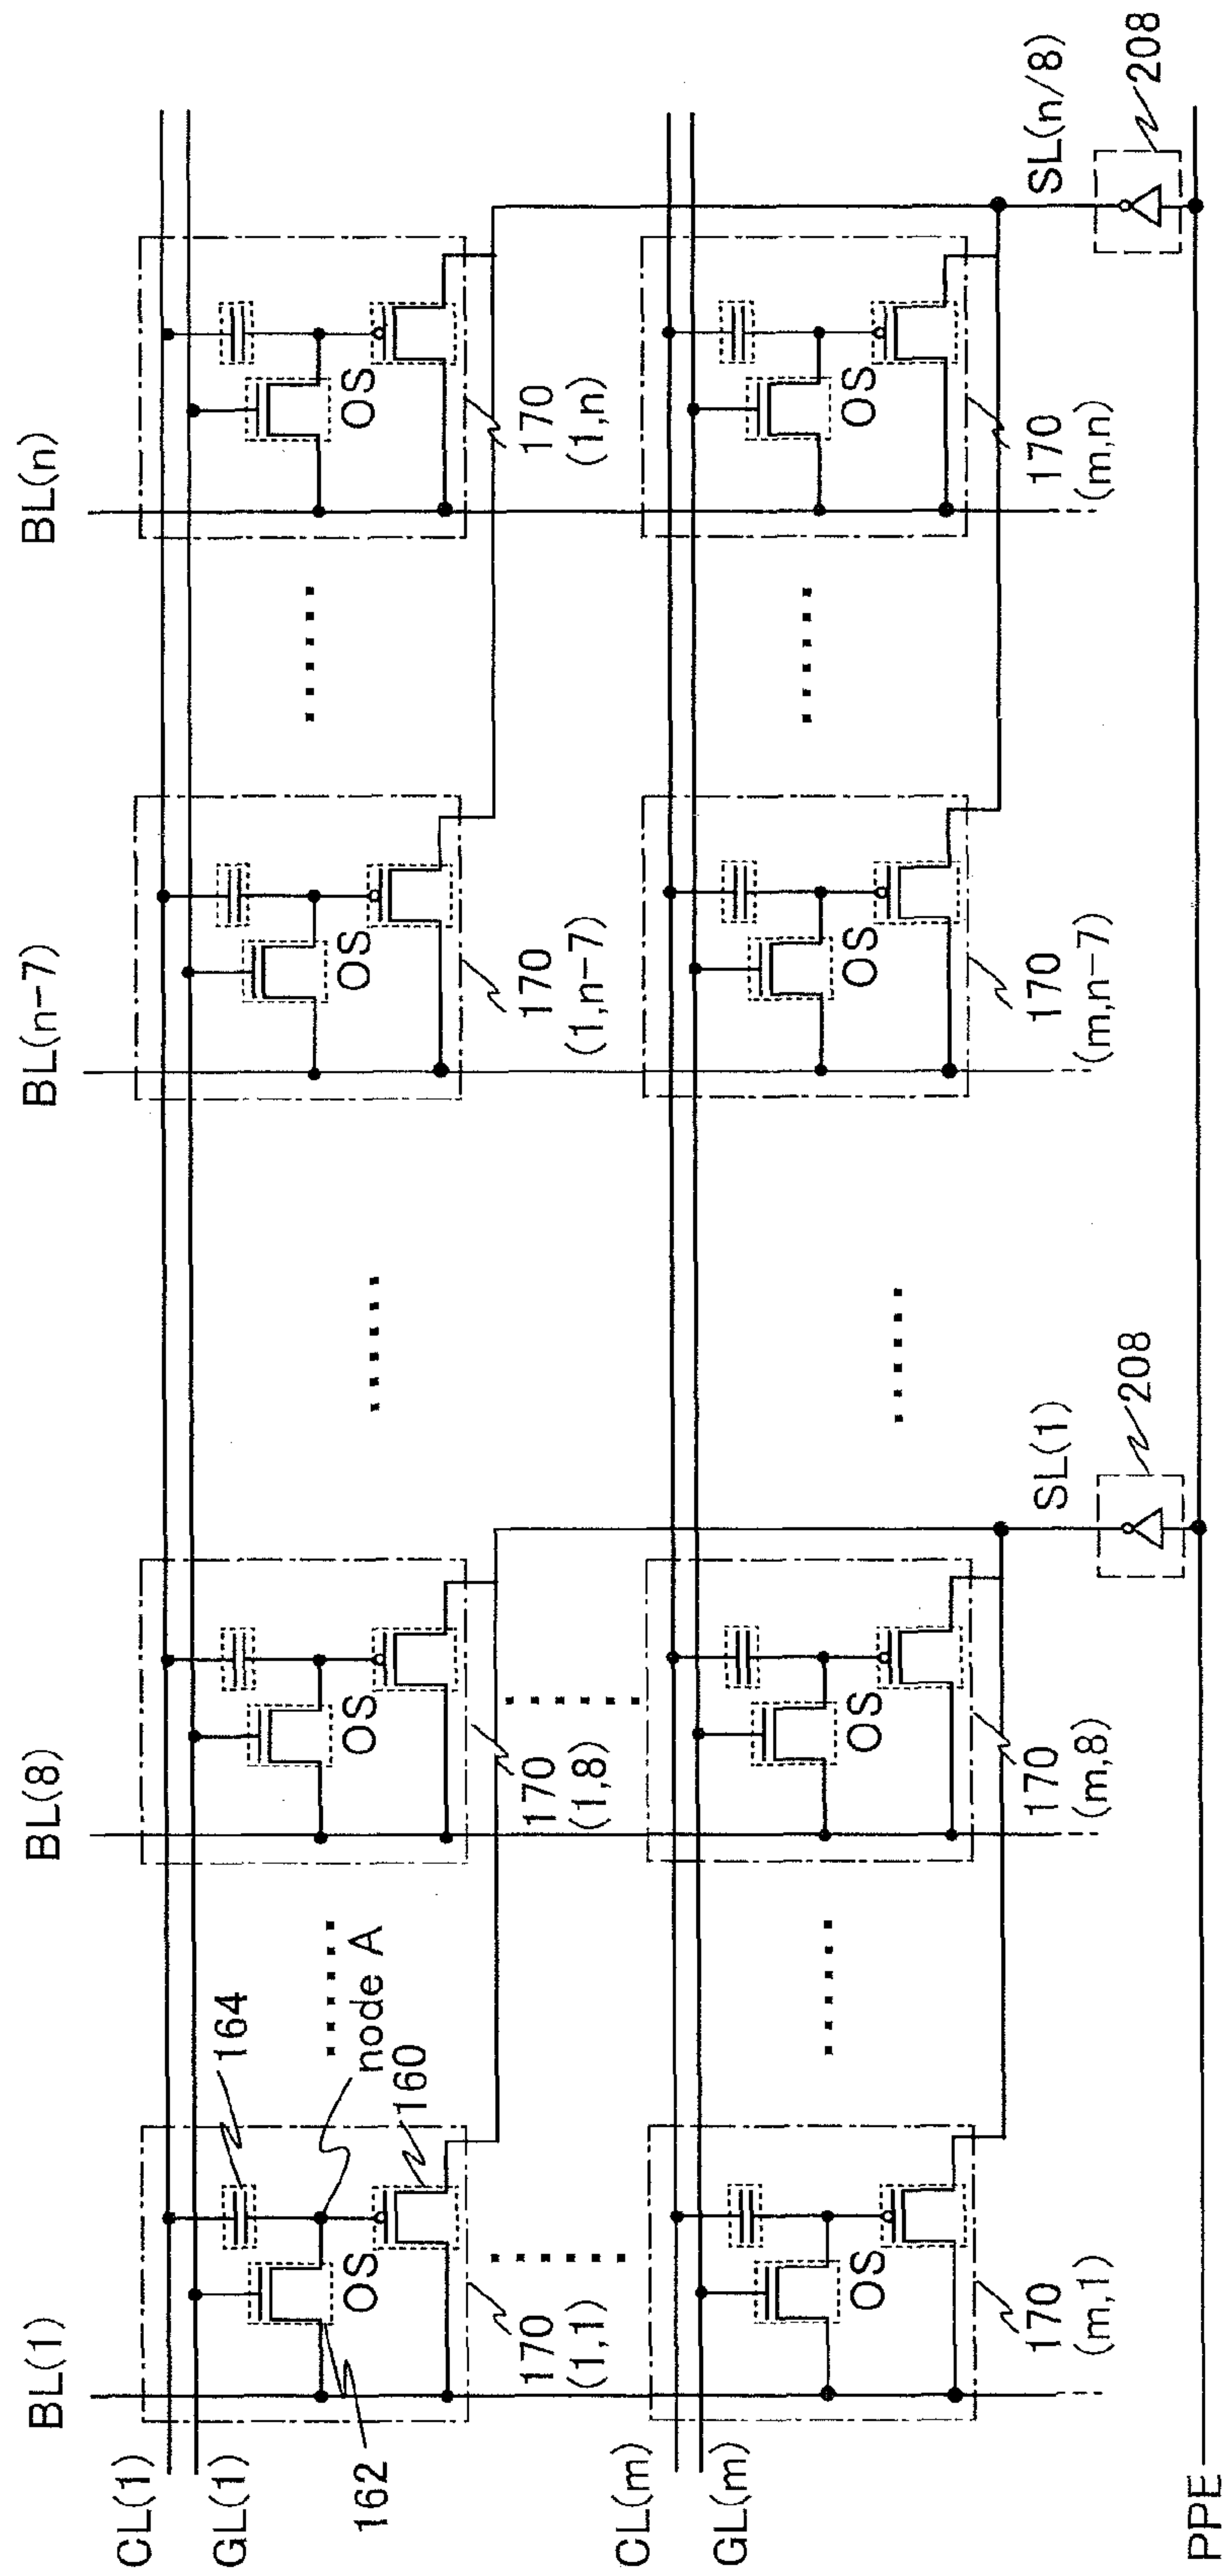 BL(1)
BL(8)
BL(n-7)
BL(n)
CL(1)
GL(1)
164
node A
160
162
OS
OS
OS
OS
170
(1,1)
170
(1,8)
170
(1,n-7)
170
(1,n)
CL(m)
GL(m)
OS
OS
OS
OS
170
(m,1)
170
(m,8)
170
(m,n-7)
170
(m,n)
SL(1)
SL(n/8)
208
208
PPE